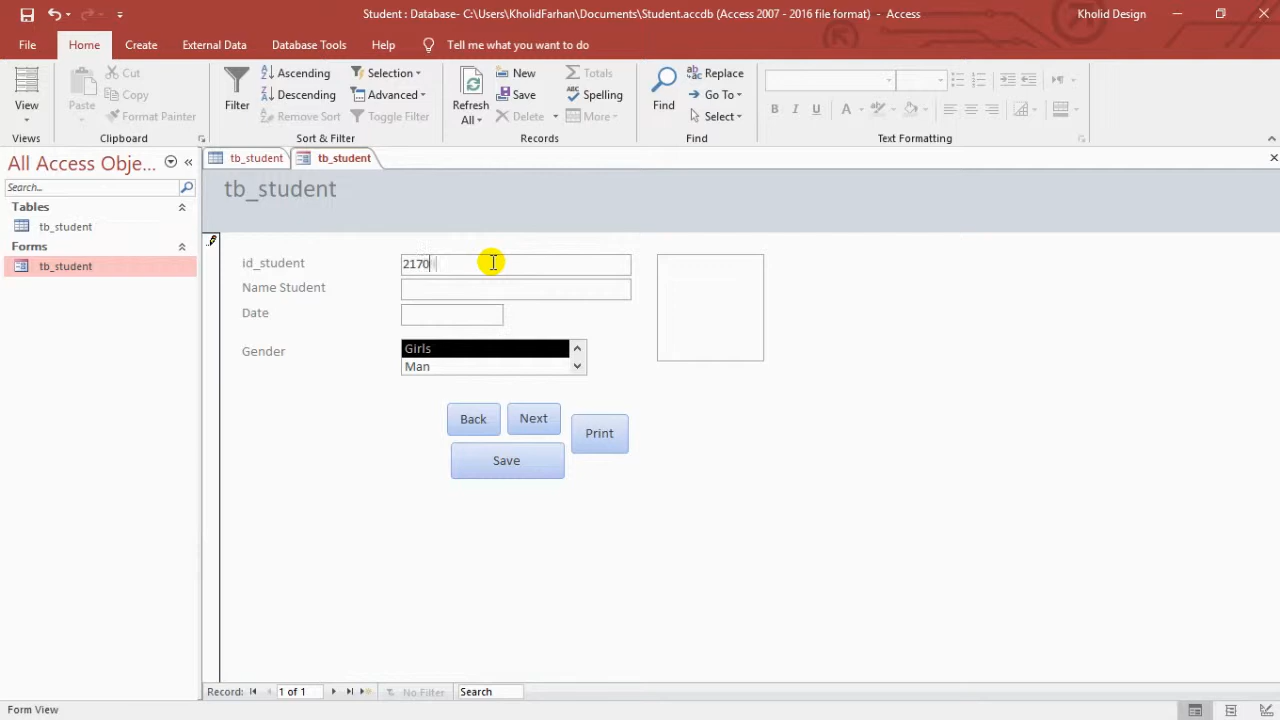 Student : Database- C:\Users\KholidFarhan\Documents\Student.accdb (Access 2007 - 2016 file format) - Access
Kholid Design
File Home Create External Data Database Tools Help Tell me what you want to do
View
Views
Paste
Cut
Copy
Format Painter
Clipboard
Filter
Ascending
Descending
Remove Sort
Selection
Advanced
Toggle Filter
Sort & Filter
Refresh
All
New
Save
Delete
Totals
Spelling
More
Records
Find
Replace
Go To
Select
Find
B I U A
Text Formatting
All Access Obje...
Search...
Tables
tb_student
Forms
tb_student
tb_student tb_student
tb_student
id_student 2170
Name Student
Date
Gender
Girls
Man
Back Next
Print
Save
Record: 1 of 1 No Filter Search
Form View